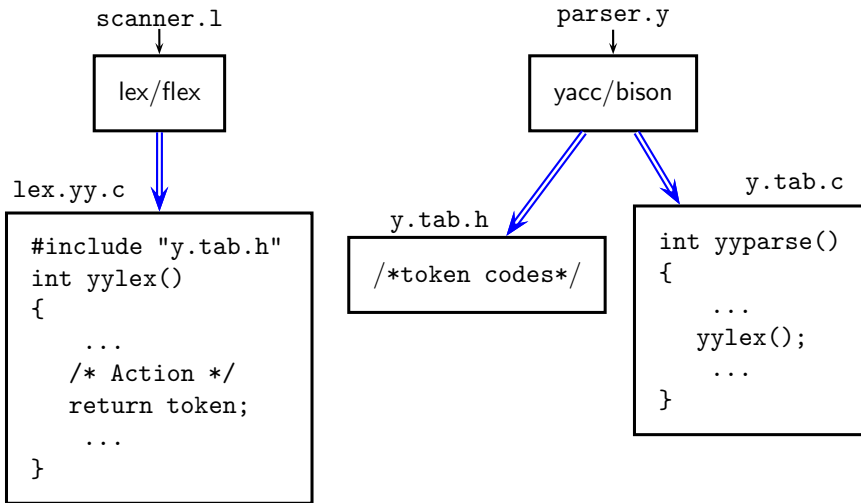 scanner.l
lex/flex
lex.yy.c
#include "y.tab.h"
int yylex()
{
...
/* Action */
return token;
...
}
parser.y
yacc/bison
y.tab.h
/*token codes*/
y.tab.c
int yyparse()
{
...
yylex();
...
}